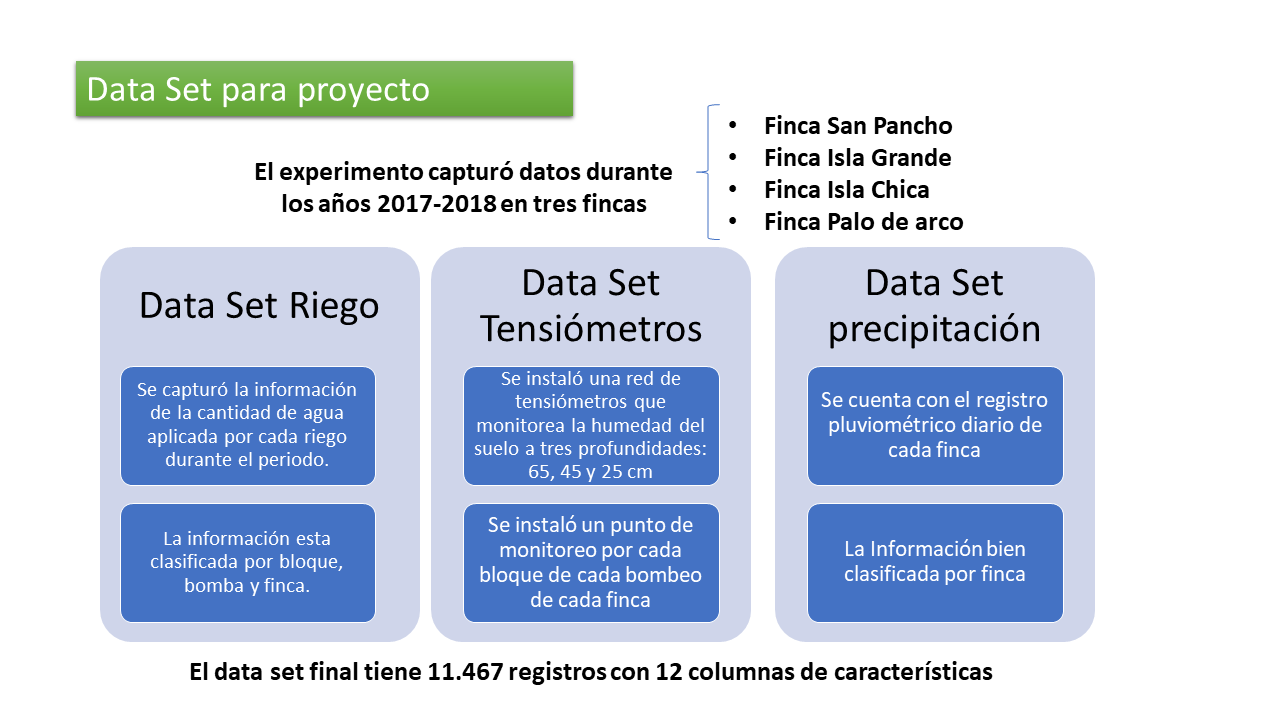 Data Set para proyecto
El experimento capturó datos durante
los años 2017-2018 en tres fincas
• Finca San Pancho
• Finca Isla Grande
• Finca Isla Chica
• Finca Palo de arco
Data Set Riego
Se capturó la información
de la cantidad de agua
aplicada por cada riego
durante el periodo.
La información esta
clasificada por bloque,
bomba y finca.
Data Set
Tensiómetros
Se instaló una red de
tensiómetros que
monitorea la humedad del
suelo a tres profundidades:
65, 45 y 25 cm
Se instaló un punto de
monitoreo por cada
bloque de cada bombeo
de cada finca
Data Set
precipitación
Se cuenta con el registro
pluviométrico diario de
cada finca
La Información bien
clasificada por finca
El data set final tiene 11.467 registros con 12 columnas de características